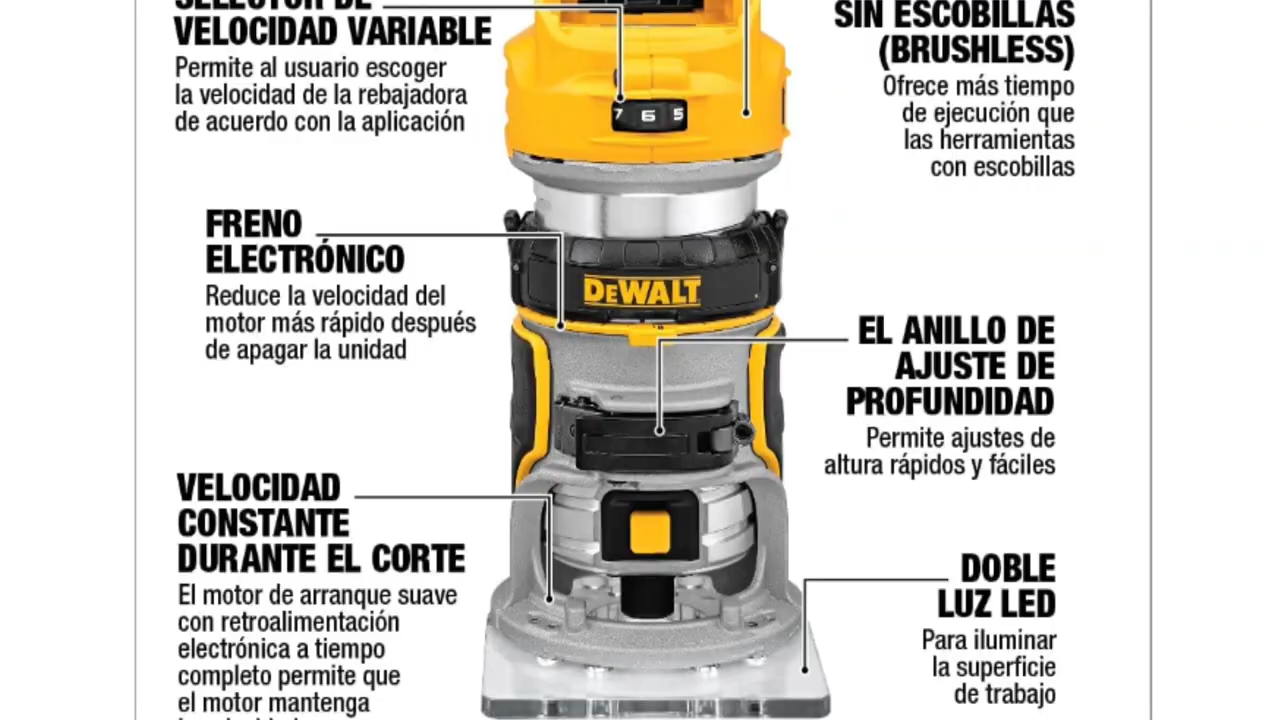 SELECTOR DE
VELOCIDAD VARIABLE
Permite al usuario escoger
la velocidad de la rebajadora
de acuerdo con la aplicación
SIN ESCOBILLAS
(BRUSHLESS)
Ofrece más tiempo
de ejecución que
las herramientas
con escobillas
7 6 5
FRENO
ELECTRÓNICO
Reduce la velocidad del
motor más rápido después
de apagar la unidad
DEWALT
EL ANILLO DE
AJUSTE DE
PROFUNDIDAD
Permite ajustes de
altura rápidos y fáciles
VELOCIDAD
CONSTANTE
DURANTE EL CORTE
El motor de arranque suave
con retroalimentación
electrónica a tiempo
completo permite que
el motor mantenga
DOBLE
LUZ LED
Para iluminar
la superficie
de trabajo